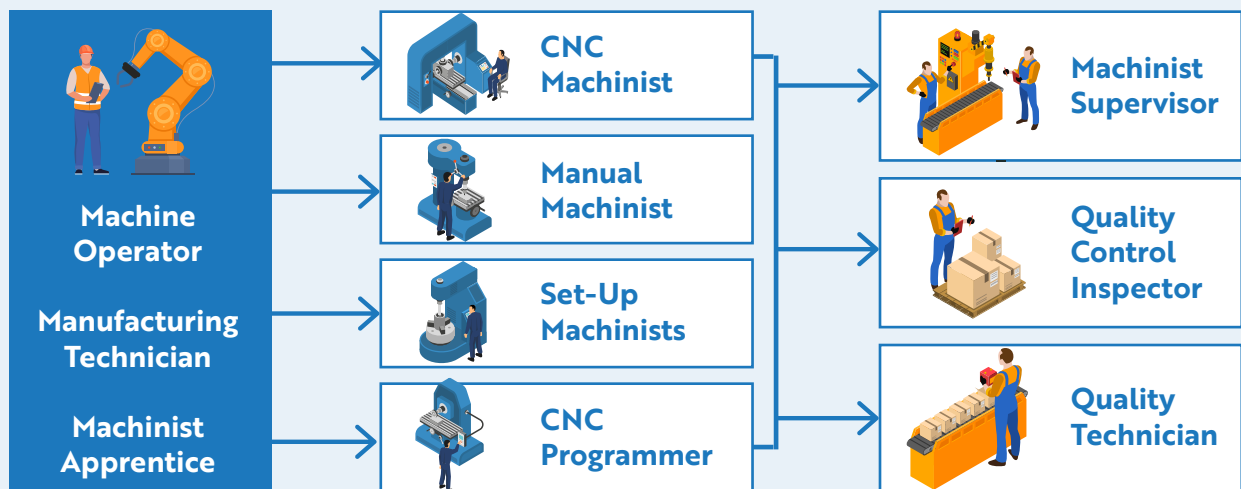 Machine
Operator
Manufacturing
Technician
Machinist
Apprentice
CNC
Machinist
Manual
Machinist
Set-Up
Machinists
CNC
Programmer
Machinist
Supervisor
Quality
Control
Inspector
Quality
Technician